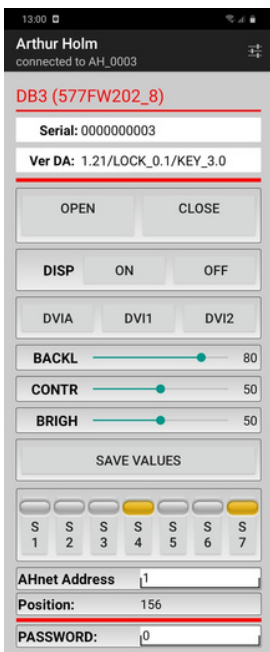 13:00
Arthur Holm
connected to AH_0003
DB3 (577FW202_8)
Serial: 0000000003
Ver DA: 1.21/LOCK_0.1/KEY_3.0
OPEN CLOSE
DISP ON OFF
DVIA DVI1 DVI2
BACKL 80
CONTR 50
BRIGH 50
SAVE VALUES
S S S S S S S
1 2 3 4 5 6 7
AHnet Address 1
Position: 156
PASSWORD: 0